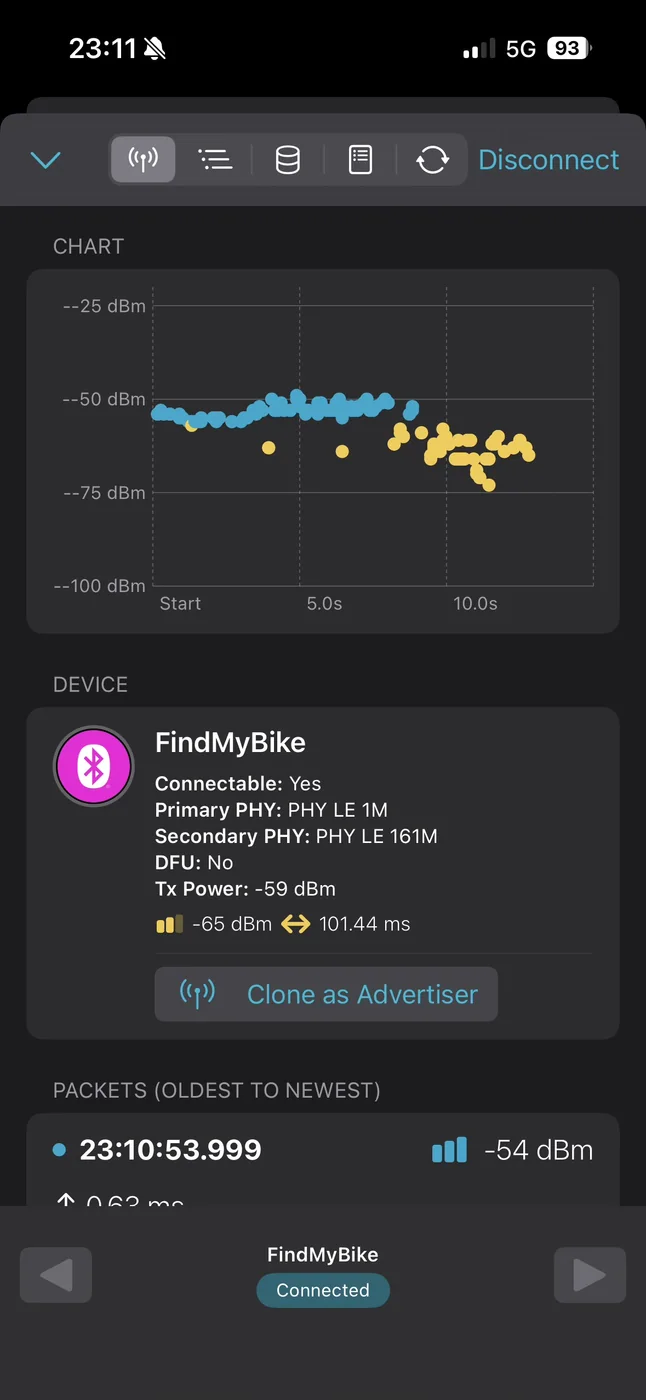 23:11
5G 93
Disconnect
CHART
--25 dBm
--50 dBm
--75 dBm
--100 dBm
Start 5.0s 10.0s
DEVICE
FindMyBike
Connectable: Yes
Primary PHY: PHY LE 1M
Secondary PHY: PHY LE 161M
DFU: No
Tx Power: -59 dBm
-65 dBm 101.44 ms
Clone as Advertiser
PACKETS (OLDEST TO NEWEST)
23:10:53.999 -54 dBm
0.63 ms
FindMyBike
Connected